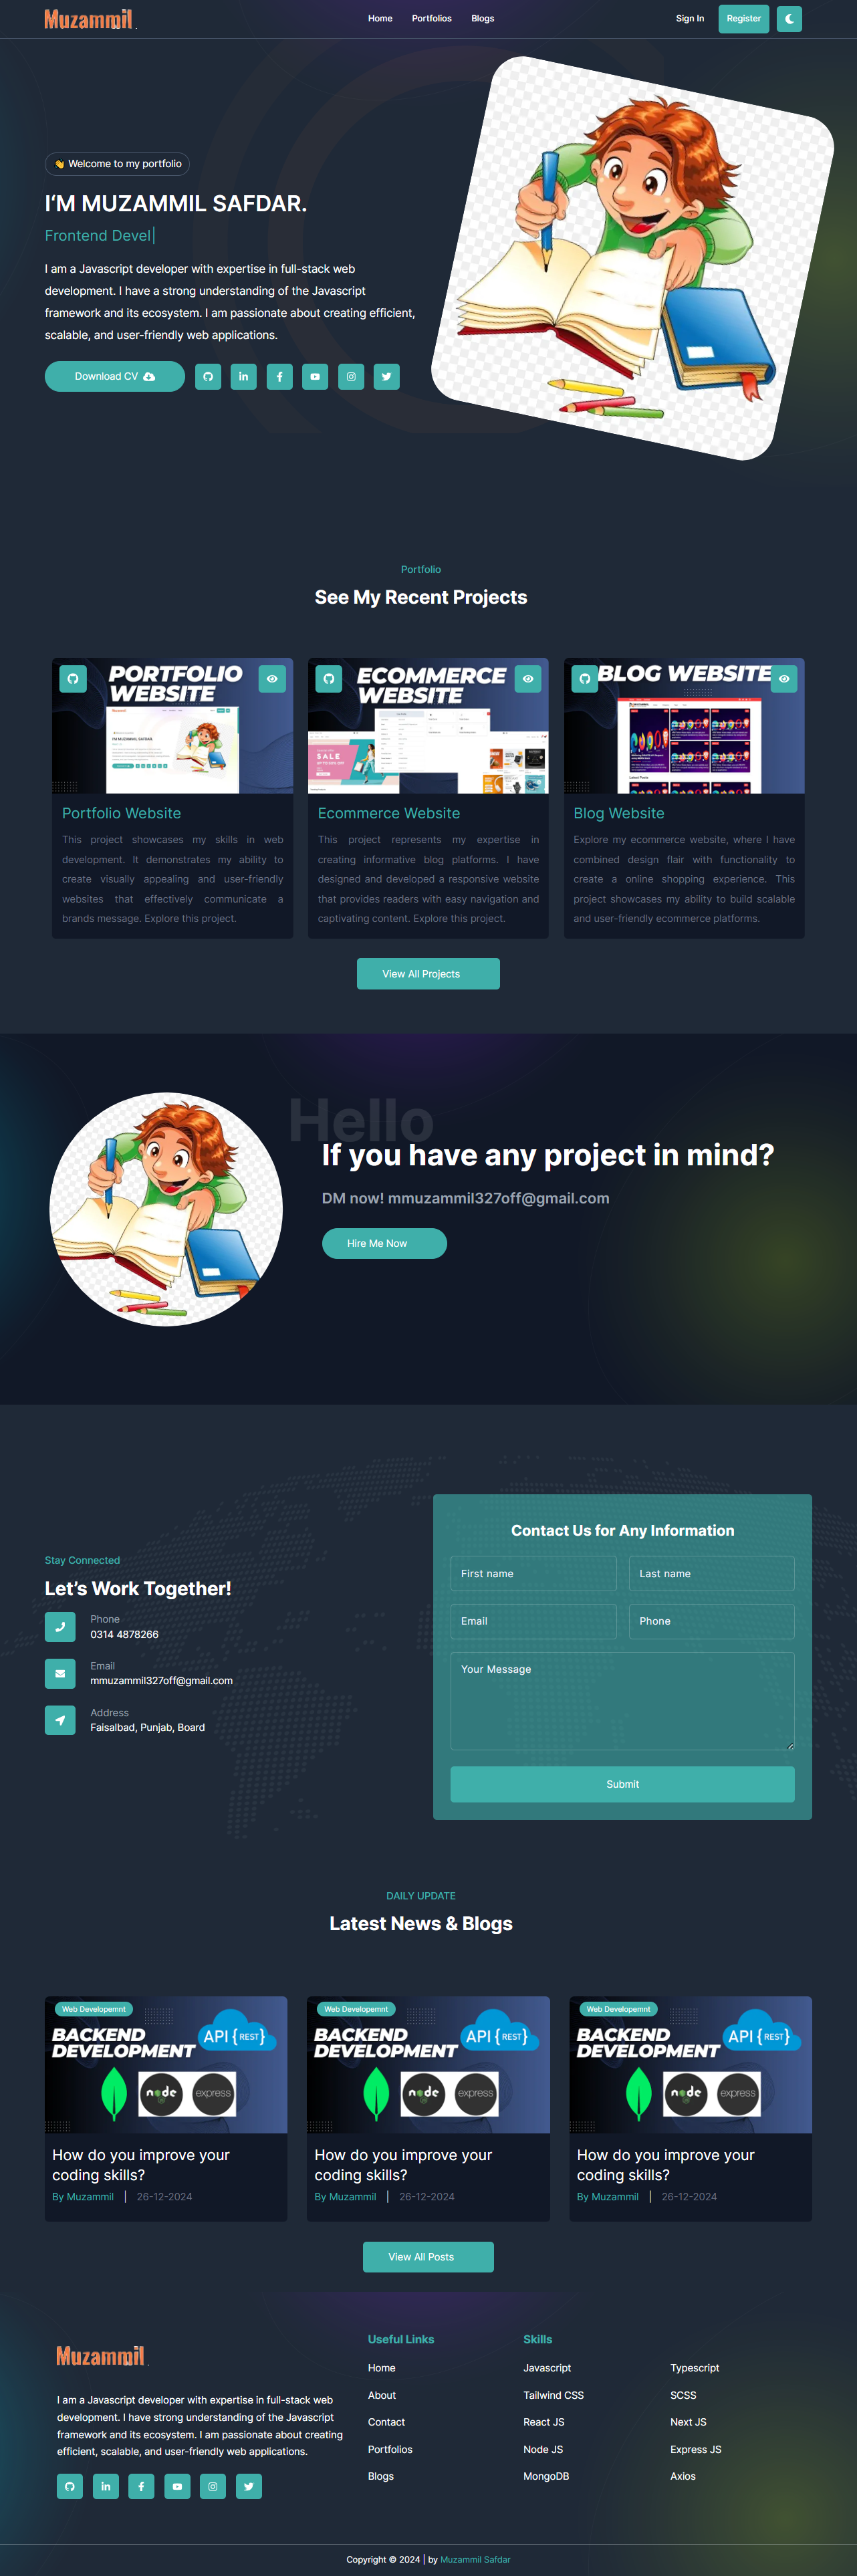 Muzammil
Home Portfolios Blogs
Sign In Register
👋 Welcome to my portfolio
I'M MUZAMMIL SAFDAR.
Frontend Devel|
I am a Javascript developer with expertise in full-stack web
development. I have a strong understanding of the Javascript
framework and its ecosystem. I am passionate about creating efficient,
scalable, and user-friendly web applications.
Download CV
Portfolio
See My Recent Projects
PORTFOLIO
WEBSITE
I'M MUZAMMIL SAFDAR.
Portfolio Website
This project showcases my skills in web
development. It demonstrates my ability to
create visually appealing and user-friendly
websites that effectively communicate a
brands message. Explore this project.
ECOMMERCE
WEBSITE
SALE
Ecommerce Website
This project represents my expertise in
creating informative blog platforms. I have
designed and developed a responsive website
that provides readers with easy navigation and
captivating content. Explore this project.
BLOG WEBSITE
Latest Posts
Blog Website
Explore my ecommerce website, where I have
combined design flair with functionality to
create a online shopping experience. This
project showcases my ability to build scalable
and user-friendly ecommerce platforms.
View All Projects
Hello
If you have any project in mind?
DM now! mmuzammil327off@gmail.com
Hire Me Now
Stay Connected
Let's Work Together!
Phone
0314 4878266
Email
mmuzammil327off@gmail.com
Address
Faisalbad, Punjab, Board
Contact Us for Any Information
First name Last name
Email Phone
Your Message
Submit
DAILY UPDATE
Latest News & Blogs
Web Developemnt
BACKEND
DEVELOPMENT
API {REST}
node
JS
express
How do you improve your
coding skills?
By Muzammil | 26-12-2024
Web Developemnt
BACKEND
DEVELOPMENT
API {REST}
node
JS
express
How do you improve your
coding skills?
By Muzammil | 26-12-2024
Web Developemnt
BACKEND
DEVELOPMENT
API {REST}
node
JS
express
How do you improve your
coding skills?
By Muzammil | 26-12-2024
View All Posts
Muzammil
I am a Javascript developer with expertise in full-stack web
development. I have strong understanding of the Javascript
framework and its ecosystem. I am passionate about creating
efficient, scalable, and user-friendly web applications.
Useful Links
Home
About
Contact
Portfolios
Blogs
Skills
Javascript Typescript
Tailwind CSS SCSS
React JS Next JS
Node JS Express JS
MongoDB Axios
Copyright © 2024 | by Muzammil Safdar